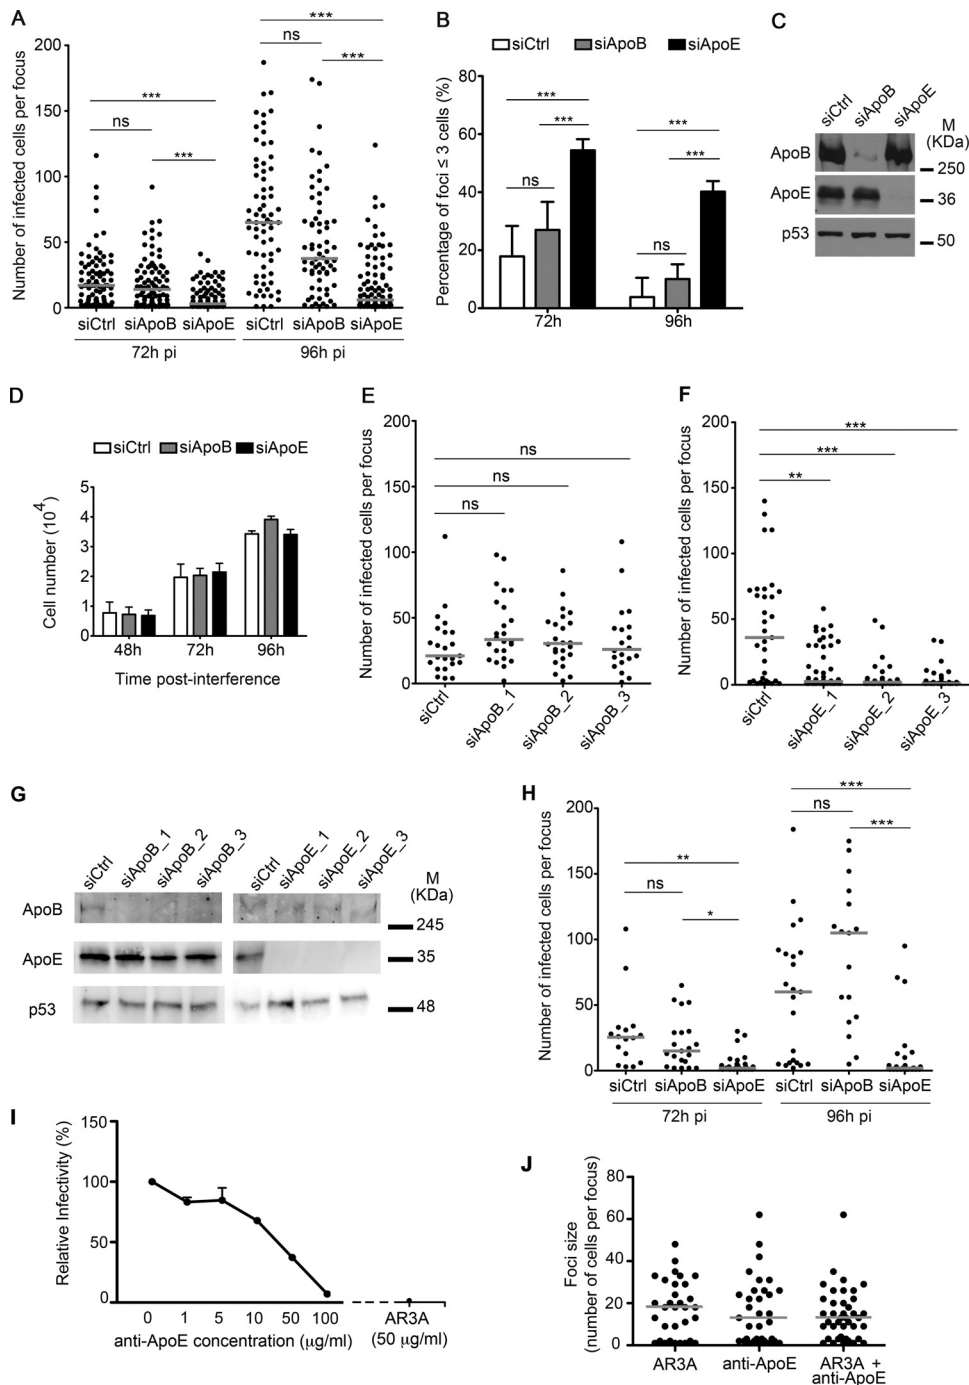 A
Number of infected cells per focus
200
150
100
50
0
***
ns
***
***
ns
***
siCtrl siApoB siApoE siCtrl siApoB siApoE
72h pi 96h pi
B
siCtrl siApoB siApoE
Percentage of foci ≤ 3 cells (%)
80
60
40
20
0
***
***
ns
***
***
ns
72h 96h
C
siCtrl siApoB siApoE
M
(KDa)
ApoB
250
ApoE
36
p53
50
D
siCtrl siApoB siApoE
Cell number (10^4)
5
4
3
2
1
0
48h 72h 96h
Time post-interference
E
Number of infected cells per focus
200
150
100
50
0
ns
ns
ns
siCtrl siApoB_1 siApoB_2 siApoB_3
F
Number of infected cells per focus
200
150
100
50
0
***
***
**
siCtrl siApoE_1 siApoE_2 siApoE_3
G
siCtrl siApoB_1 siApoB_2 siApoB_3 siCtrl siApoE_1 siApoE_2 siApoE_3
M
(KDa)
ApoB
245
ApoE
35
p53
48
H
Number of infected cells per focus
200
150
100
50
0
**
ns
*
***
ns
***
siCtrl siApoB siApoE siCtrl siApoB siApoE
72h pi 96h pi
I
Relative Infectivity (%)
150
100
50
0
0 1 5 10 50 100 AR3A
anti-ApoE concentration (μg/ml) (50 μg/ml)
J
Foci size
(number of cells per focus)
80
60
40
20
0
AR3A anti-ApoE AR3A +
anti-ApoE